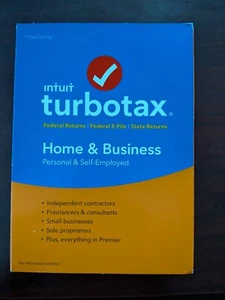 intuit
turbotax®
Federal Returns | Federal E-File | State Returns
Home & Business
Personal & Self-Employed
• Independent contractors
• Freelancers & consultants
• Small businesses
• Sole proprietors
• Plus, everything in Premier